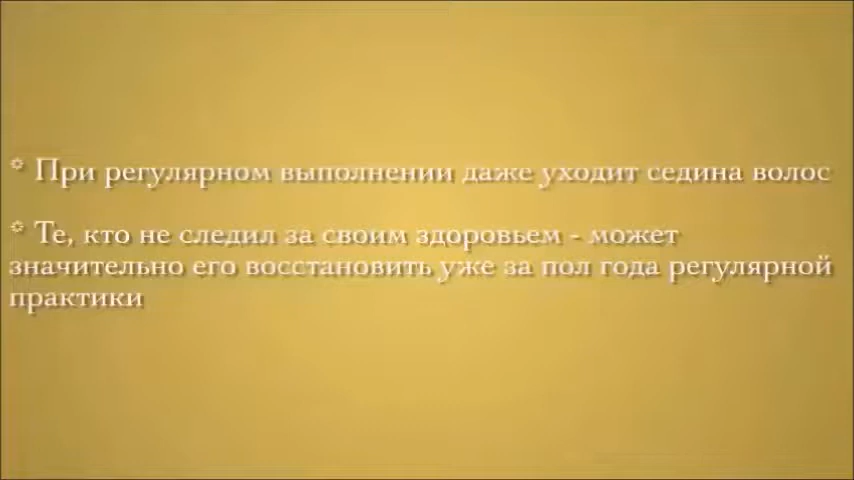 * При регулярном выполнении даже уходит седина волос
* Те, кто не следил за своим здоровьем - может
значительно его восстановить уже за пол года регулярной
практики